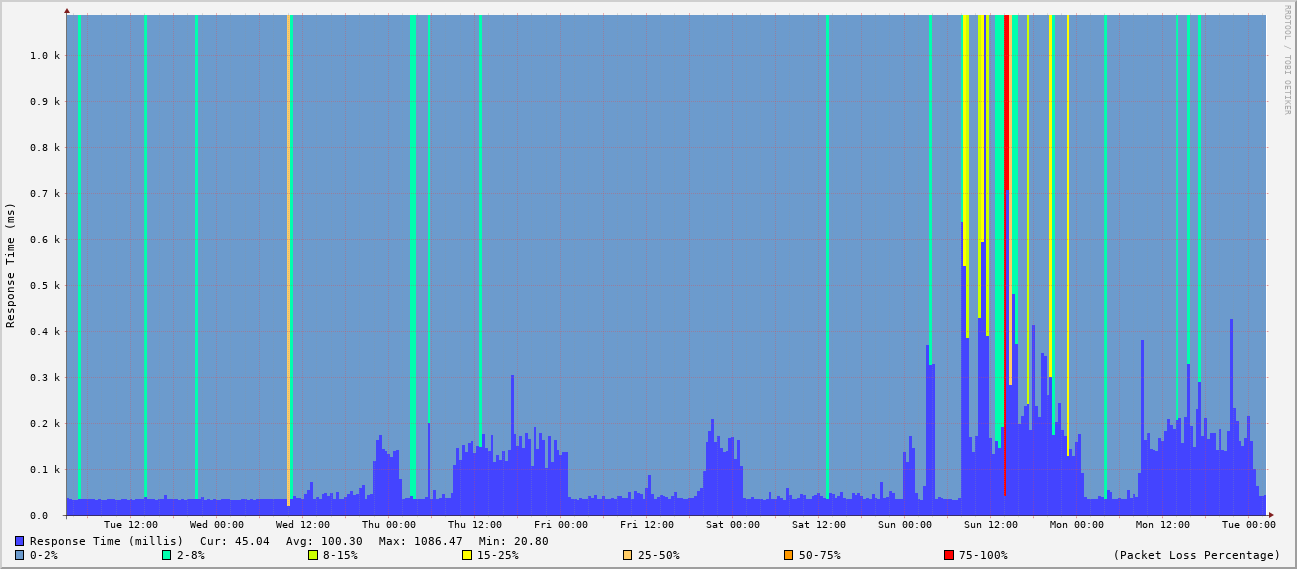 RRDTOOL / TOBI OETIKER
Response Time (ms)
1.0 k
0.9 k
0.8 k
0.7 k
0.6 k
0.5 k
0.4 k
0.3 k
0.2 k
0.1 k
0.0
Tue 12:00 Wed 00:00 Wed 12:00 Thu 00:00 Thu 12:00 Fri 00:00 Fri 12:00 Sat 00:00 Sat 12:00 Sun 00:00 Sun 12:00 Mon 00:00 Mon 12:00 Tue 00:00
Response Time (millis) Cur: 45.04 Avg: 100.30 Max: 1086.47 Min: 20.80
0-2% 2-8% 8-15% 15-25% 25-50% 50-75% 75-100% (Packet Loss Percentage)